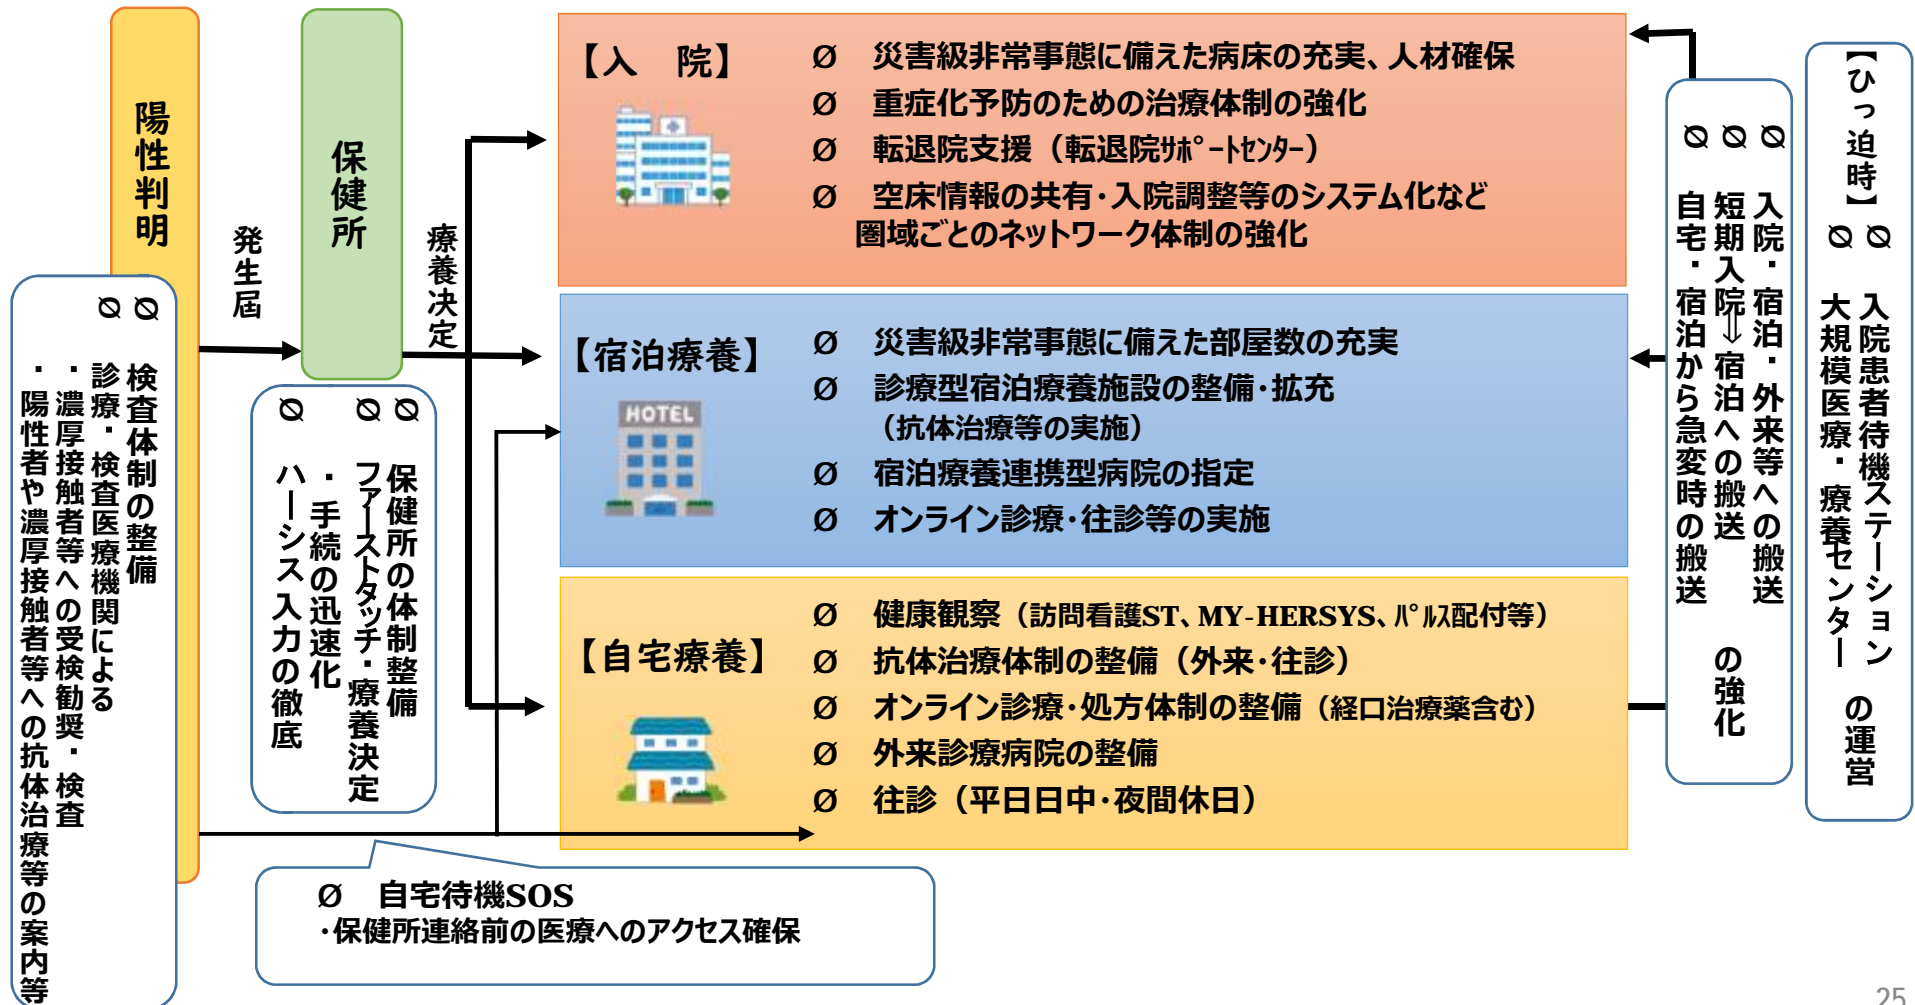 陽性判明
Ø 検査体制の整備
Ø 診療・検査医療機関による
・濃厚接触者等への受検勧奨・検査
・陽性者や濃厚接触者等への抗体治療等の案内等
発生届
保健所
Ø 保健所の体制整備
Ø ファーストタッチ・療養決定
・手続の迅速化
Ø ハーシス入力の徹底
療養決定
【入　院】
Ø 災害級非常事態に備えた病床の充実、人材確保
Ø 重症化予防のための治療体制の強化
Ø 転退院支援（転退院ｻﾎﾟｰﾄｾﾝﾀｰ）
Ø 空床情報の共有・入院調整等のシステム化など
圏域ごとのネットワーク体制の強化
【宿泊療養】
HOTEL
Ø 災害級非常事態に備えた部屋数の充実
Ø 診療型宿泊療養施設の整備・拡充
（抗体治療等の実施）
Ø 宿泊療養連携型病院の指定
Ø オンライン診療・往診等の実施
【自宅療養】
Ø 健康観察（訪問看護ST、MY-HERSYS、ﾊﾟﾙｽ配付等）
Ø 抗体治療体制の整備（外来・往診）
Ø オンライン診療・処方体制の整備（経口治療薬含む）
Ø 外来診療病院の整備
Ø 往診（平日日中・夜間休日）
Ø 自宅待機SOS
・保健所連絡前の医療へのアクセス確保
Ø 入院・宿泊・外来等への搬送
Ø 短期入院⇒宿泊への搬送　の強化
Ø 自宅・宿泊から急変時の搬送
【ひっ迫時】
Ø 入院患者待機ステーション
Ø 大規模医療・療養センター　の運営
25